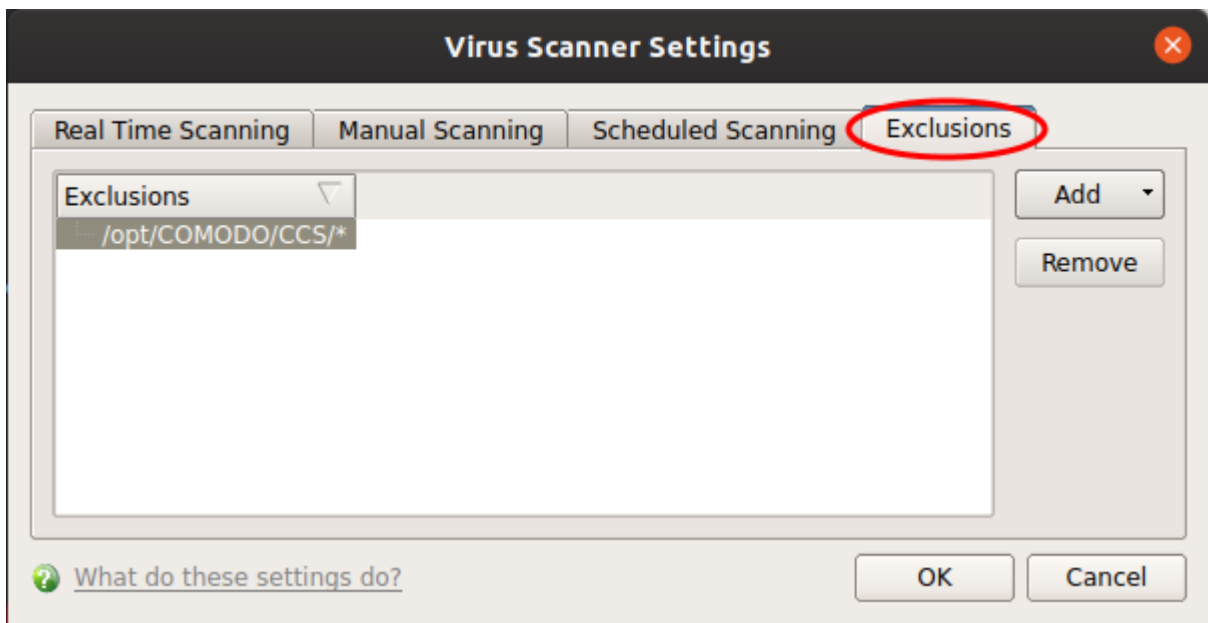 Virus Scanner Settings
Real Time Scanning Manual Scanning Scheduled Scanning Exclusions
Exclusions
Add
/opt/COMODO/CCS/*
Remove
What do these settings do?
OK Cancel